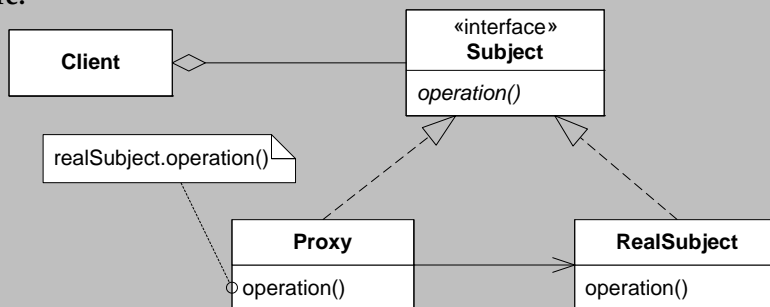 Client
«interface»
Subject
operation()
realSubject.operation()
Proxy
operation()
RealSubject
operation()